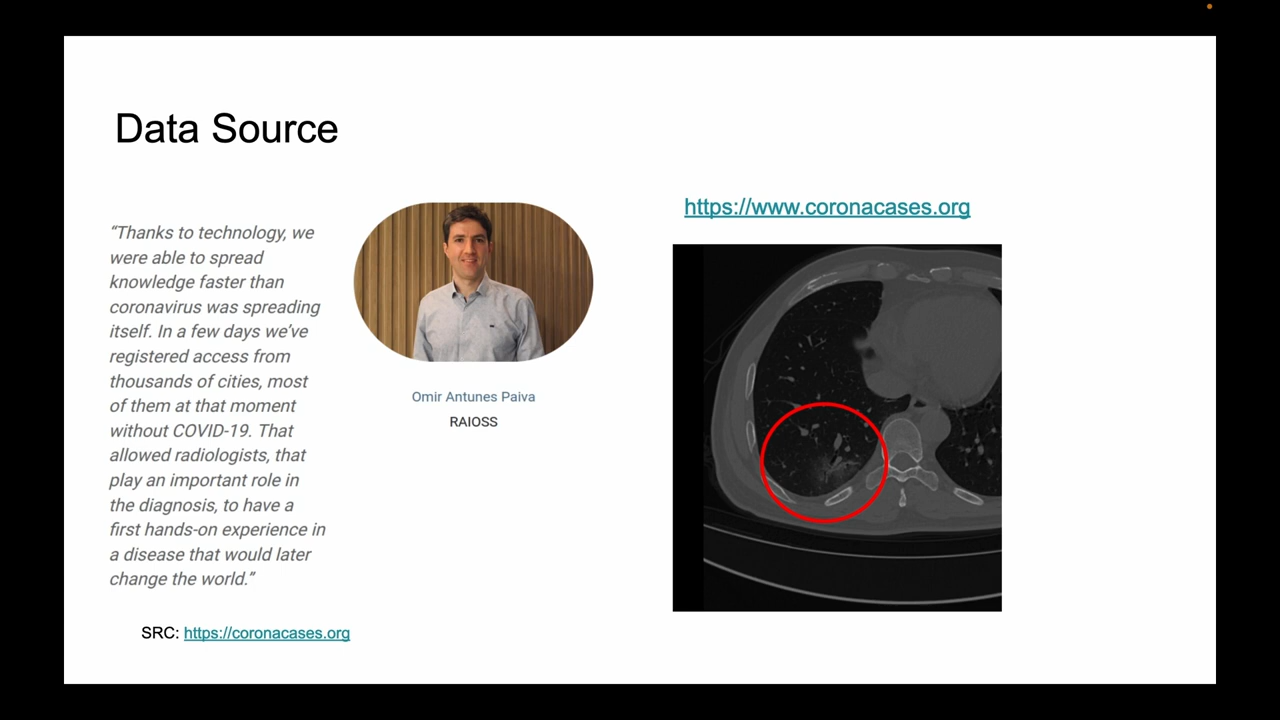 Data Source
“Thanks to technology, we
were able to spread
knowledge faster than
coronavirus was spreading
itself. In a few days we’ve
registered access from
thousands of cities, most
of them at that moment
without COVID-19. That
allowed radiologists, that
play an important role in
the diagnosis, to have a
first hands-on experience in
a disease that would later
change the world.”
SRC: https://coronacases.org
Omir Antunes Paiva
RAIOSS
https://www.coronacases.org